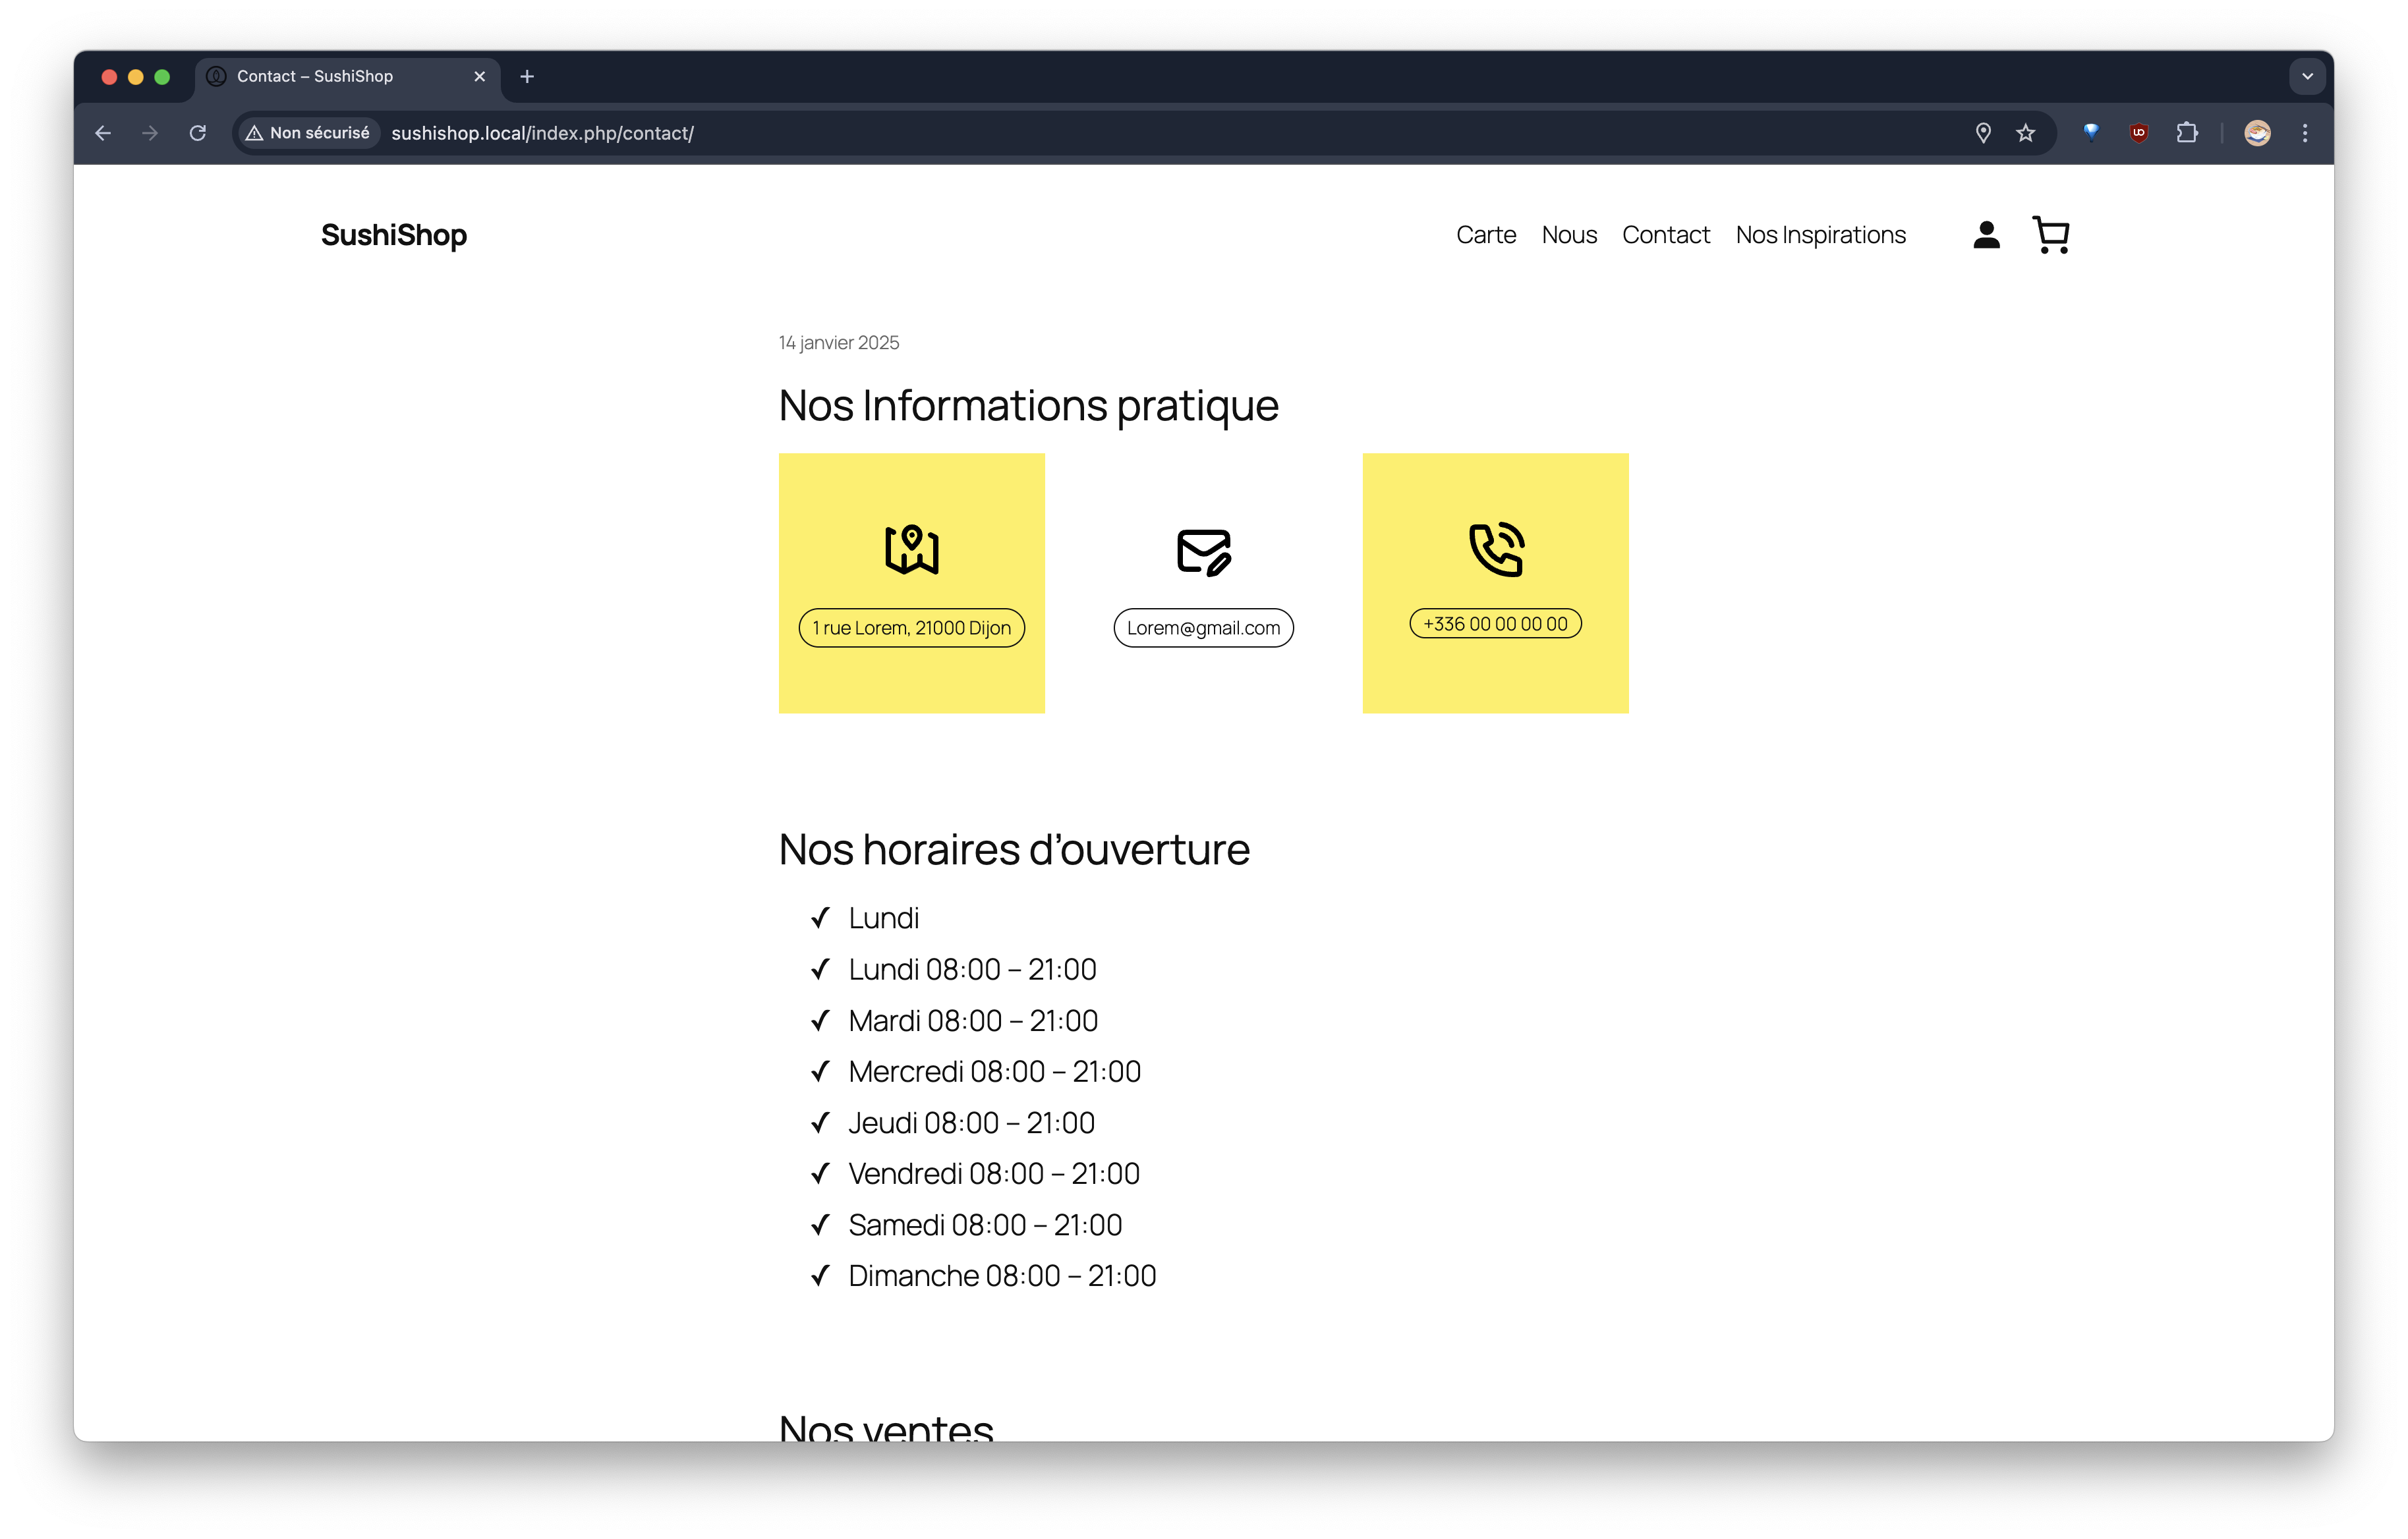 Contact – SushiShop
Non sécurisé sushishop.local/index.php/contact/
SushiShop
Carte Nous Contact Nos Inspirations
14 janvier 2025
Nos Informations pratique
1 rue Lorem, 21000 Dijon
Lorem@gmail.com
+336 00 00 00 00
Nos horaires d’ouverture
Lundi
Lundi 08:00 – 21:00
Mardi 08:00 – 21:00
Mercredi 08:00 – 21:00
Jeudi 08:00 – 21:00
Vendredi 08:00 – 21:00
Samedi 08:00 – 21:00
Dimanche 08:00 – 21:00
Nos ventes